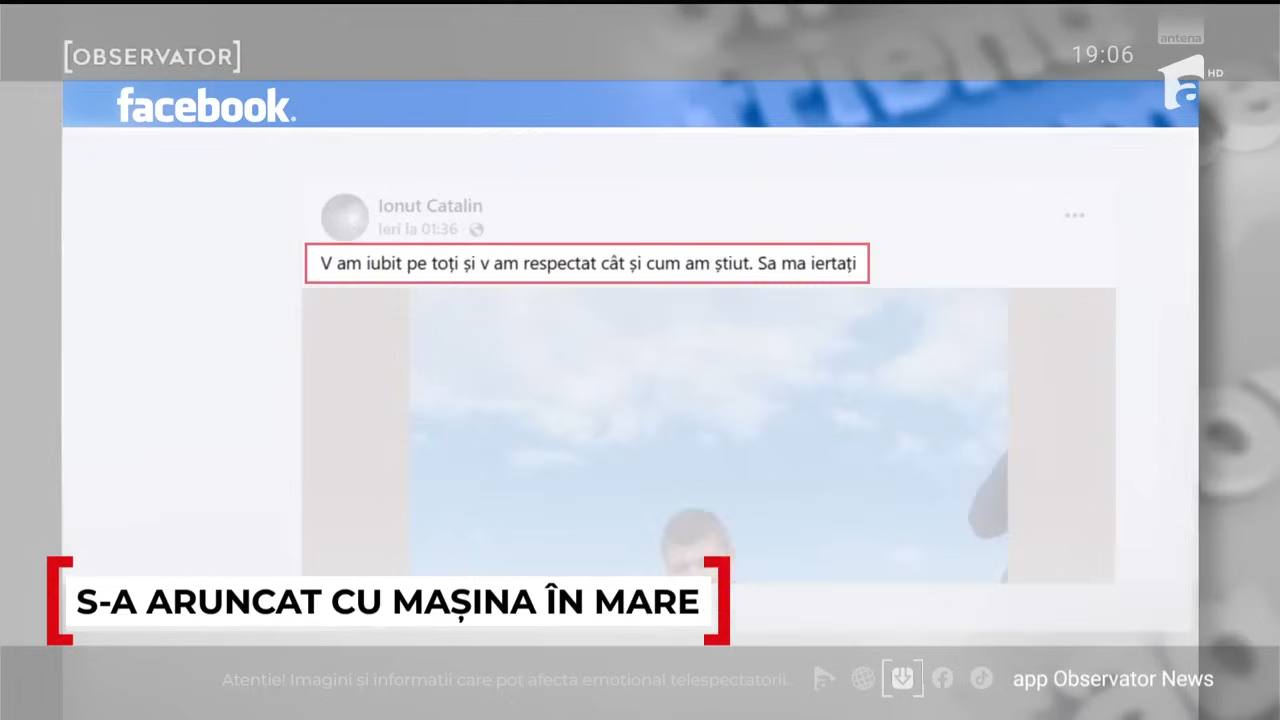 [OBSERVATOR]
19:06
antena
HD
facebook.
Ionut Catalin
Ieri la 01:36
V am iubit pe toți și v am respectat cât și cum am știut. Sa ma iertați
S-A ARUNCAT CU MAȘINA ÎN MARE
Atenție! Imagini și informații care pot afecta emoțional telespectatorii.
app Observator News